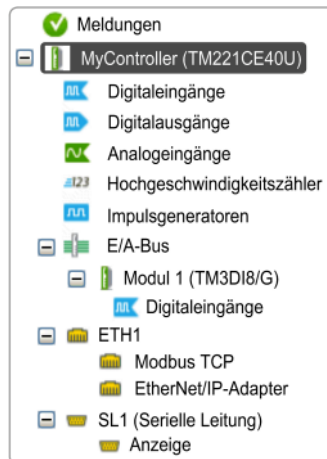 Meldungen
MyController (TM221CE40U)
Digitaleingänge
Digitalausgänge
Analogeingänge
123 Hochgeschwindigkeitszähler
Impulsgeneratoren
E/A-Bus
Modul 1 (TM3DI8/G)
Digitaleingänge
ETH1
Modbus TCP
EtherNet/IP-Adapter
SL1 (Serielle Leitung)
Anzeige